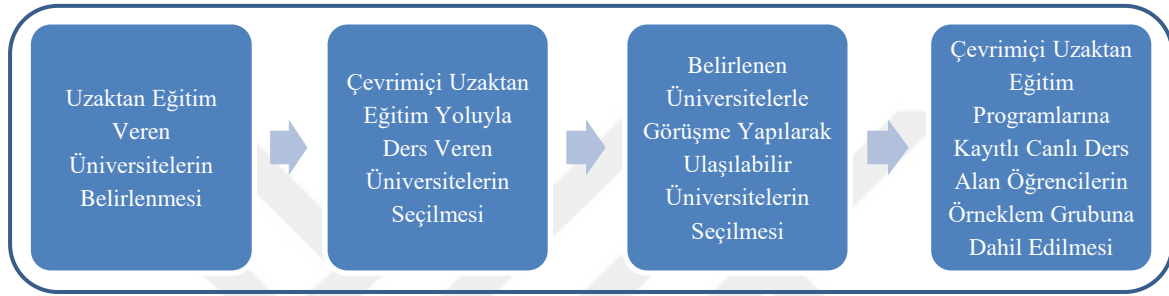 Uzaktan Eğitim
Veren
Üniversitelerin
Belirlenmesi
Çevrimiçi Uzaktan
Eğitim Yoluyla
Ders Veren
Üniversitelerin
Seçilmesi
Belirlenen
Üniversitelerle
Görüşme Yapılarak
Ulaşılabilir
Üniversitelerin
Seçilmesi
Çevrimiçi Uzaktan
Eğitim
Programlarına
Kayıtlı Canlı Ders
Alan Öğrencilerin
Örneklem Grubuna
Dahil Edilmesi